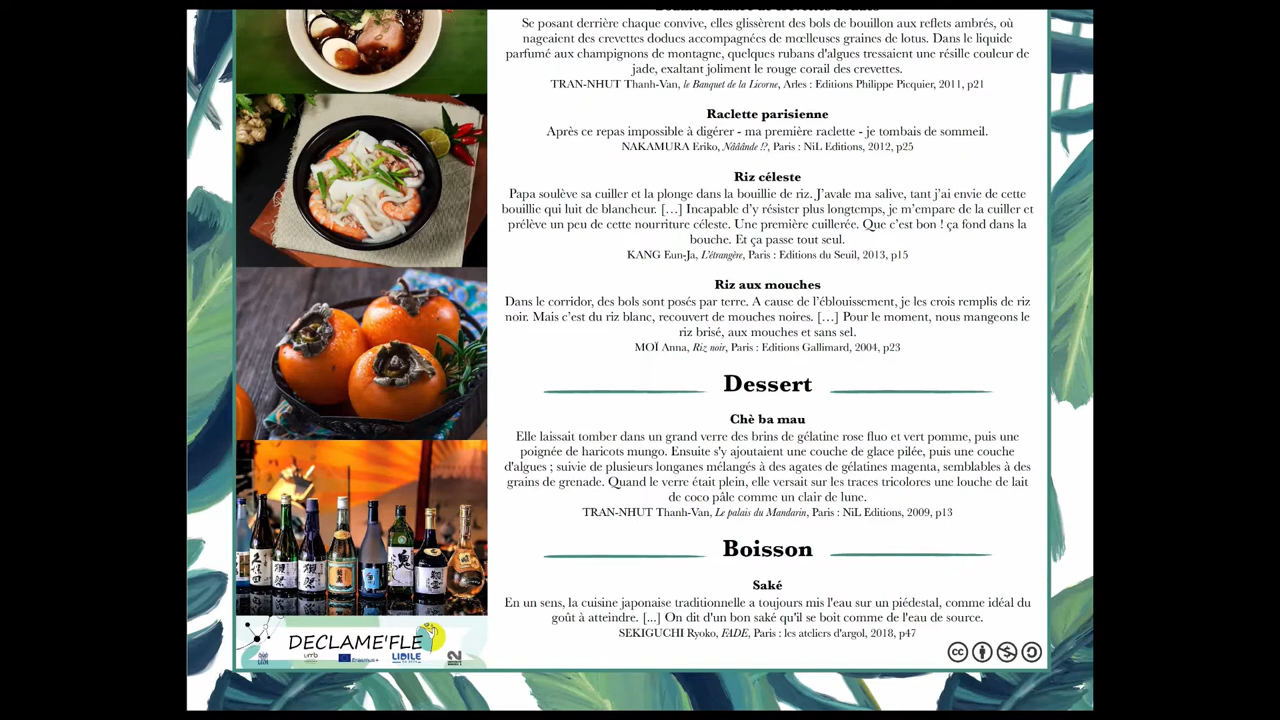 Se posant derrière chaque convive, elles glissèrent des bols de bouillon aux reflets ambrés, où
nageaient des crevettes dodues accompagnées de mœlleuses graines de lotus. Dans le liquide
parfumé aux champignons de montagne, quelques rubans d'algues tressaient une résille couleur de
jade, exaltant joliment le rouge corail des crevettes.
TRAN-NHUT Thanh-Van, le Banquet de la Licorne, Arles : Editions Philippe Picquier, 2011, p21
Raclette parisienne
Après ce repas impossible à digérer - ma première raclette - je tombais de sommeil.
NAKAMURA Eriko, Nââânde !?, Paris : NiL Editions, 2012, p25
Riz céleste
Papa soulève sa cuiller et la plonge dans la bouillie de riz. J'avale ma salive, tant j'ai envie de cette
bouillie qui luit de blancheur. […] Incapable d'y résister plus longtemps, je m'empare de la cuiller et
prélève un peu de cette nourriture céleste. Une première cuillerée. Que c'est bon ! ça fond dans la
bouche. Et ça passe tout seul.
KANG Eun-Ja, L'étrangère, Paris : Editions du Seuil, 2013, p15
Riz aux mouches
Dans le corridor, des bols sont posés par terre. A cause de l'éblouissement, je les crois remplis de riz
noir. Mais c'est du riz blanc, recouvert de mouches noires. […] Pour le moment, nous mangeons le
riz brisé, aux mouches et sans sel.
MOÏ Anna, Riz noir, Paris : Editions Gallimard, 2004, p23
Dessert
Chè ba mau
Elle laissait tomber dans un grand verre des brins de gélatine rose fluo et vert pomme, puis une
poignée de haricots mungo. Ensuite s'y ajoutaient une couche de glace pilée, puis une couche
d'algues ; suivie de plusieurs longanes mélangés à des agates de gélatines magenta, semblables à des
grains de grenade. Quand le verre était plein, elle versait sur les traces tricolores une louche de lait
de coco pâle comme un clair de lune.
TRAN-NHUT Thanh-Van, Le palais du Mandarin, Paris : NiL Editions, 2009, p13
Boisson
Saké
En un sens, la cuisine japonaise traditionnelle a toujours mis l'eau sur un piédestal, comme idéal du
goût à atteindre. [...] On dit d'un bon saké qu'il se boit comme de l'eau de source.
SEKIGUCHI Ryoko, FADE, Paris : les ateliers d'argol, 2018, p47
DECLAME'FLE
Erasmus+
LIDILE
cc